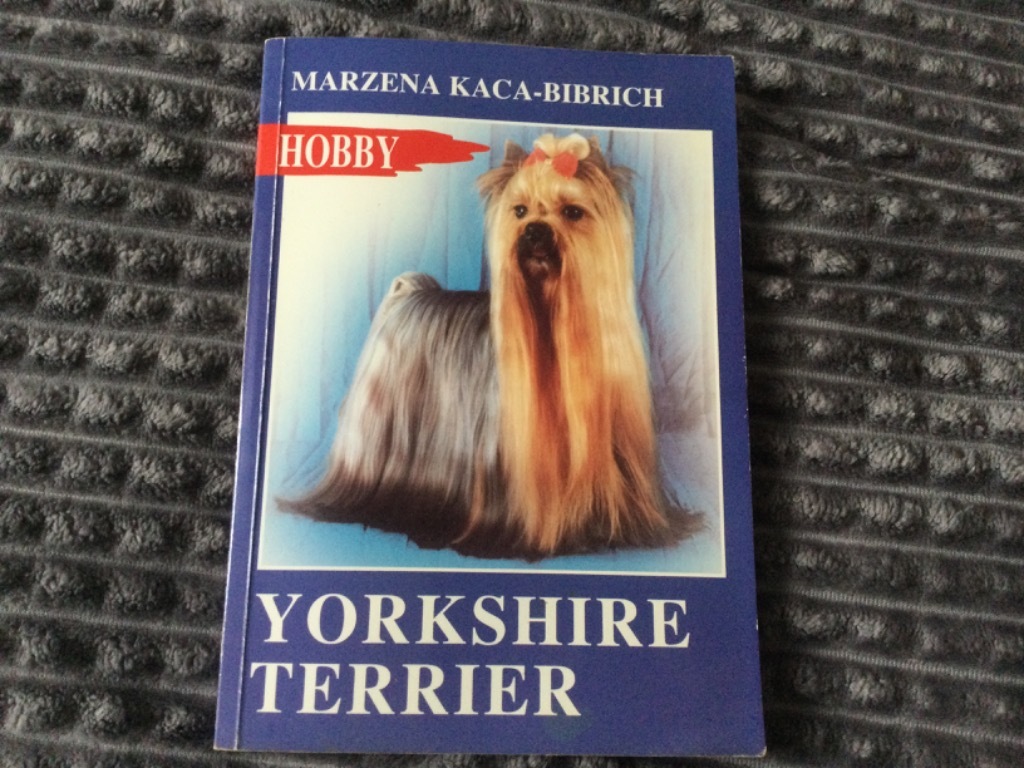 MARZENA KACA-BIBRICH
HOBBY
YORKSHIRE
TERRIER